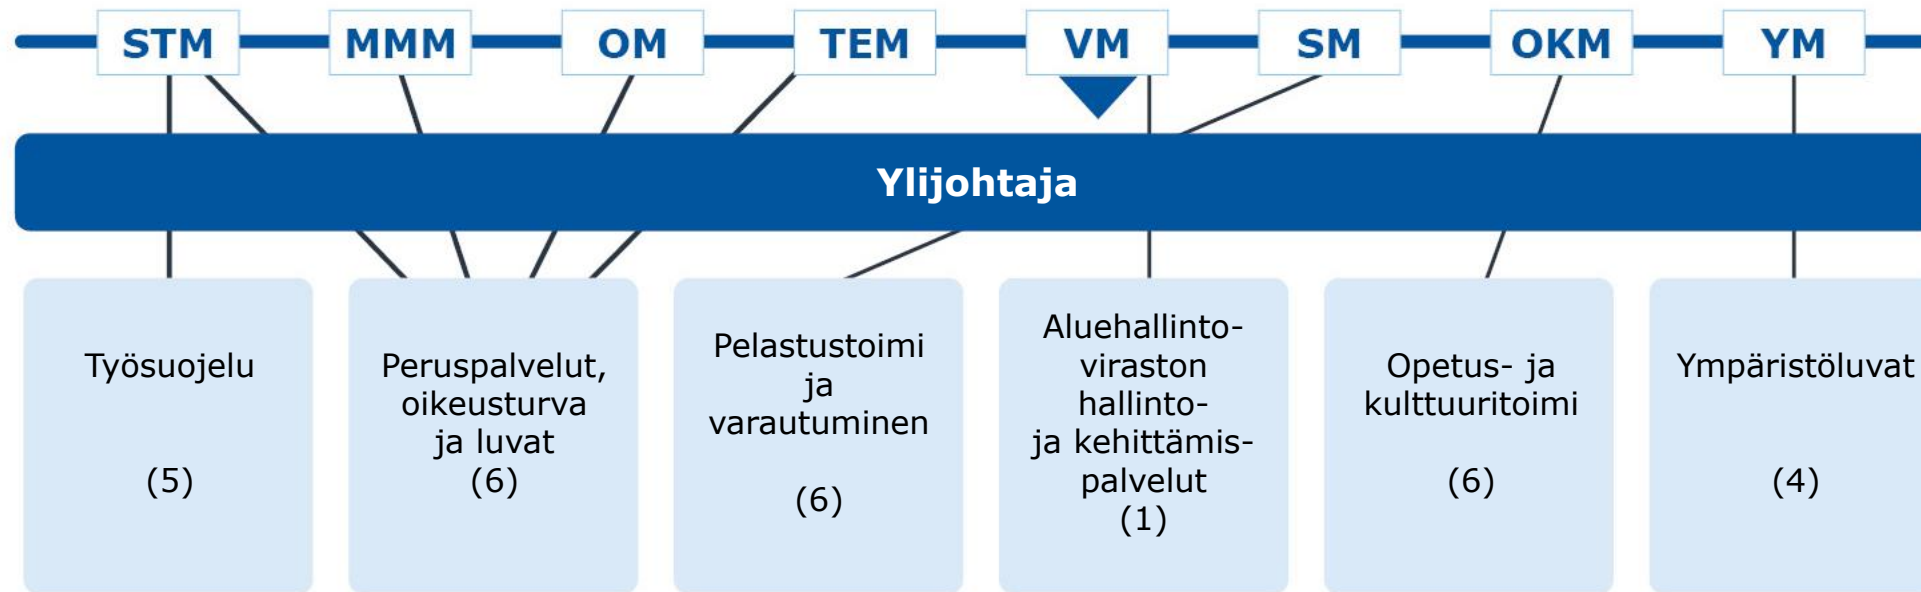 STM MMM OM TEM VM SM OKM YM
Ylijohtaja
Työsuojelu
(5)
Peruspalvelut,
oikeusturva
ja luvat
(6)
Pelastustoimi
ja
varautuminen
(6)
Aluehallinto-
viraston
hallinto-
ja kehittämis-
palvelut
(1)
Opetus- ja
kulttuuritoimi
(6)
Ympäristöluvat
(4)